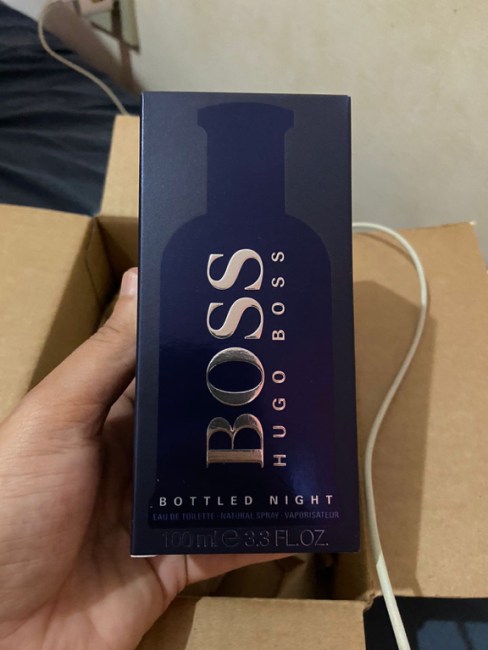 BOSS
HUGO BOSS
BOTTLED NIGHT
EAU DE TOILETTE - NATURAL SPRAY - VAPORISATEUR
100 ml e 3.3 FL.OZ.